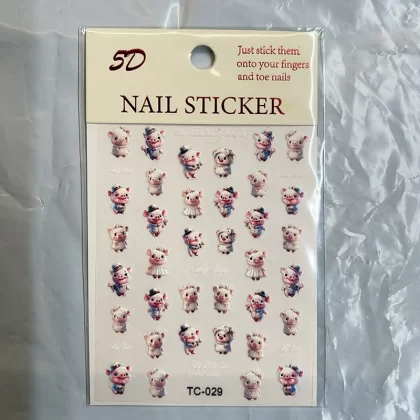 5D
Just stick them
onto your fingers
and toe nails
NAIL STICKER
TC-029